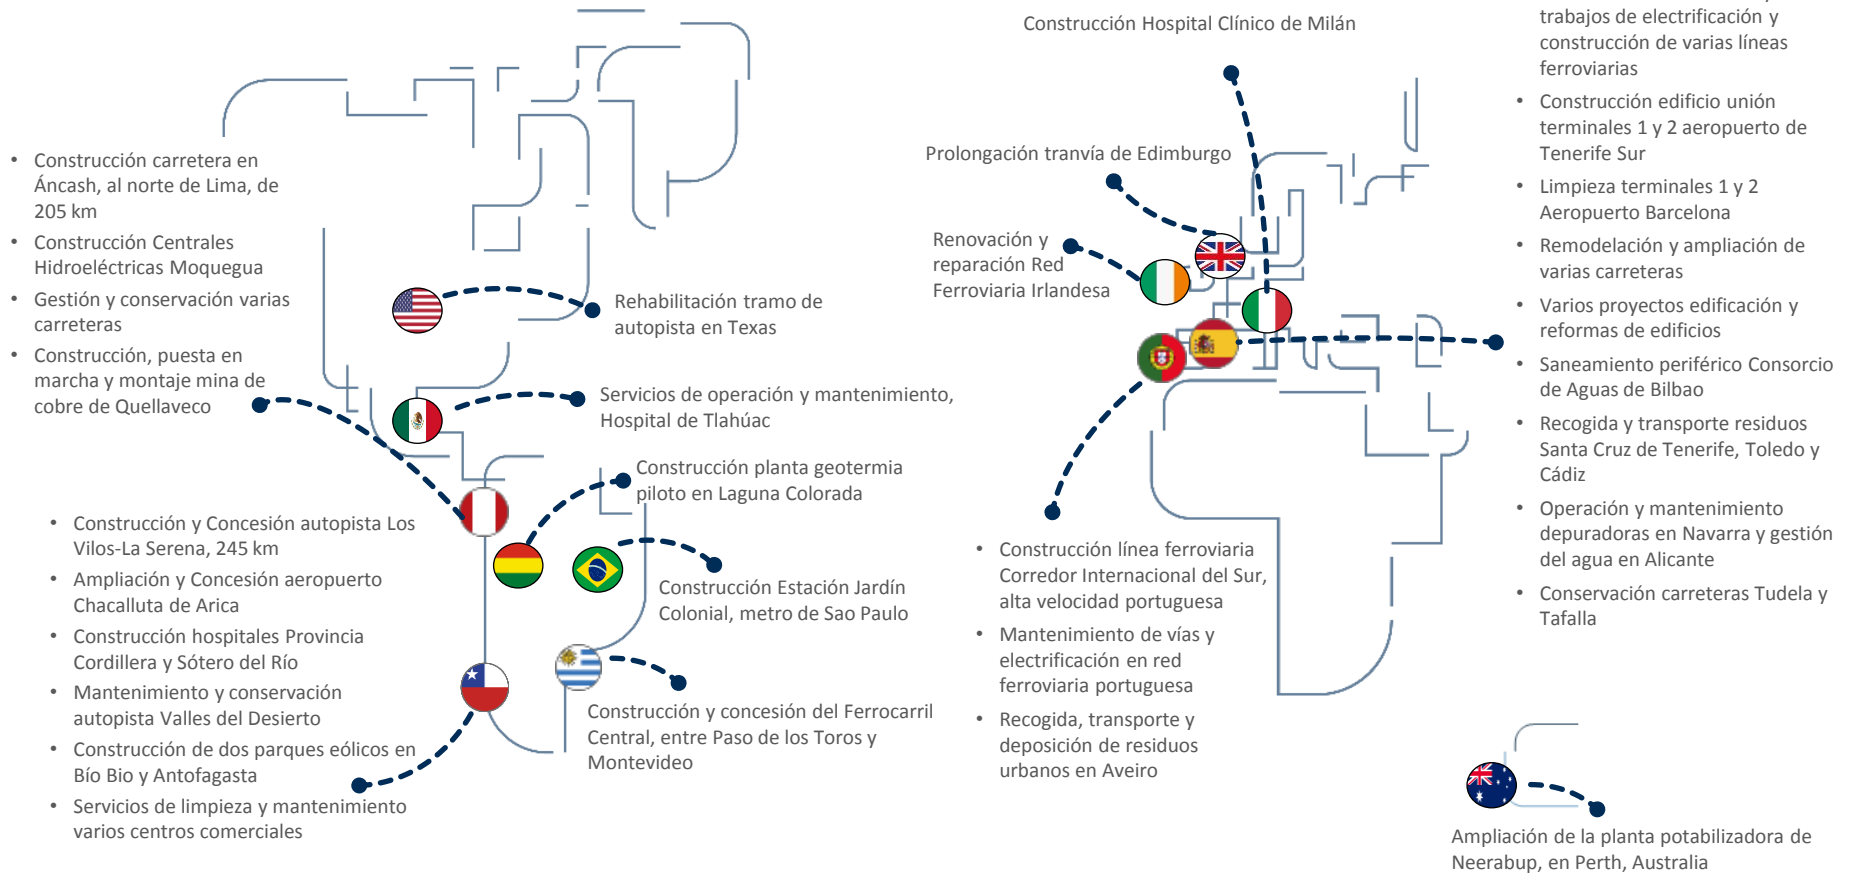 • Construcción carretera en
Áncash, al norte de Lima, de
205 km
• Construcción Centrales
Hidroeléctricas Moquegua
• Gestión y conservación varias
carreteras
• Construcción, puesta en
marcha y montaje mina de
cobre de Quellaveco
Rehabilitación tramo de
autopista en Texas
Servicios de operación y mantenimiento,
Hospital de Tlahúac
Construcción planta geotermia
piloto en Laguna Colorada
Construcción Estación Jardín
Colonial, metro de Sao Paulo
Construcción y concesión del Ferrocarril
Central, entre Paso de los Toros y
Montevideo
• Construcción y Concesión autopista Los
Vilos-La Serena, 245 km
• Ampliación y Concesión aeropuerto
Chacalluta de Arica
• Construcción hospitales Provincia
Cordillera y Sótero del Río
• Mantenimiento y conservación
autopista Valles del Desierto
• Construcción de dos parques eólicos en
Bío Bio y Antofagasta
• Servicios de limpieza y mantenimiento
varios centros comerciales
Construcción Hospital Clínico de Milán
Prolongación tranvía de Edimburgo
Renovación y
reparación Red
Ferroviaria Irlandesa
• Construcción línea ferroviaria
Corredor Internacional del Sur,
alta velocidad portuguesa
• Mantenimiento de vías y
electrificación en red
ferroviaria portuguesa
• Recogida, transporte y
deposición de residuos
urbanos en Aveiro
trabajos de electrificación y
construcción de varias líneas
ferroviarias
• Construcción edificio unión
terminales 1 y 2 aeropuerto de
Tenerife Sur
• Limpieza terminales 1 y 2
Aeropuerto Barcelona
• Remodelación y ampliación de
varias carreteras
• Varios proyectos edificación y
reformas de edificios
• Saneamiento periférico Consorcio
de Aguas de Bilbao
• Recogida y transporte residuos
Santa Cruz de Tenerife, Toledo y
Cádiz
• Operación y mantenimiento
depuradoras en Navarra y gestión
del agua en Alicante
• Conservación carreteras Tudela y
Tafalla
Ampliación de la planta potabilizadora de
Neerabup, en Perth, Australia